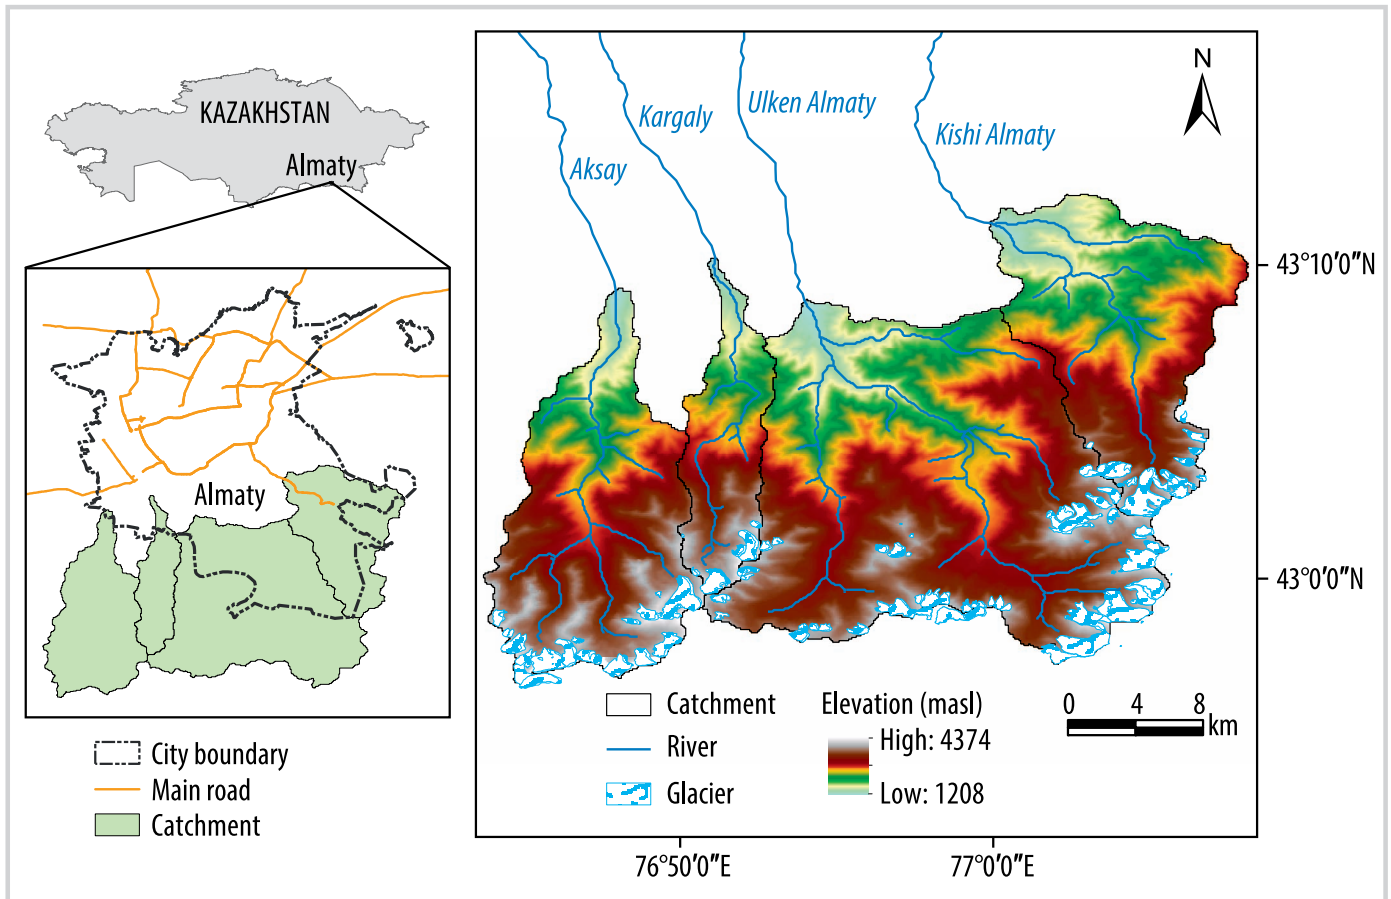 KAZAKHSTAN
Almaty
Almaty
City boundary
Main road
Catchment
Aksay
Kargaly
Ulken Almaty
Kishi Almaty
N
43°10′0″N
43°0′0″N
Catchment
River
Glacier
Elevation (masl)
High: 4374
Low: 1208
0 4 8
km
76°50′0″E
77°0′0″E